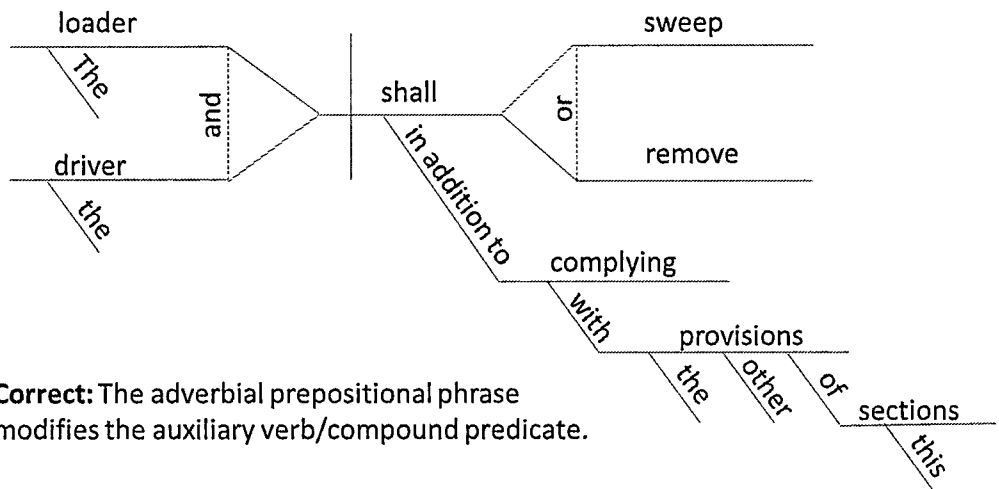 loader
sweep
The
and
shall
or
driver
remove
the
in addition to
complying
with
provisions
the
other
of
sections
this
Correct: The adverbial prepositional phrase
modifies the auxiliary verb/compound predicate.